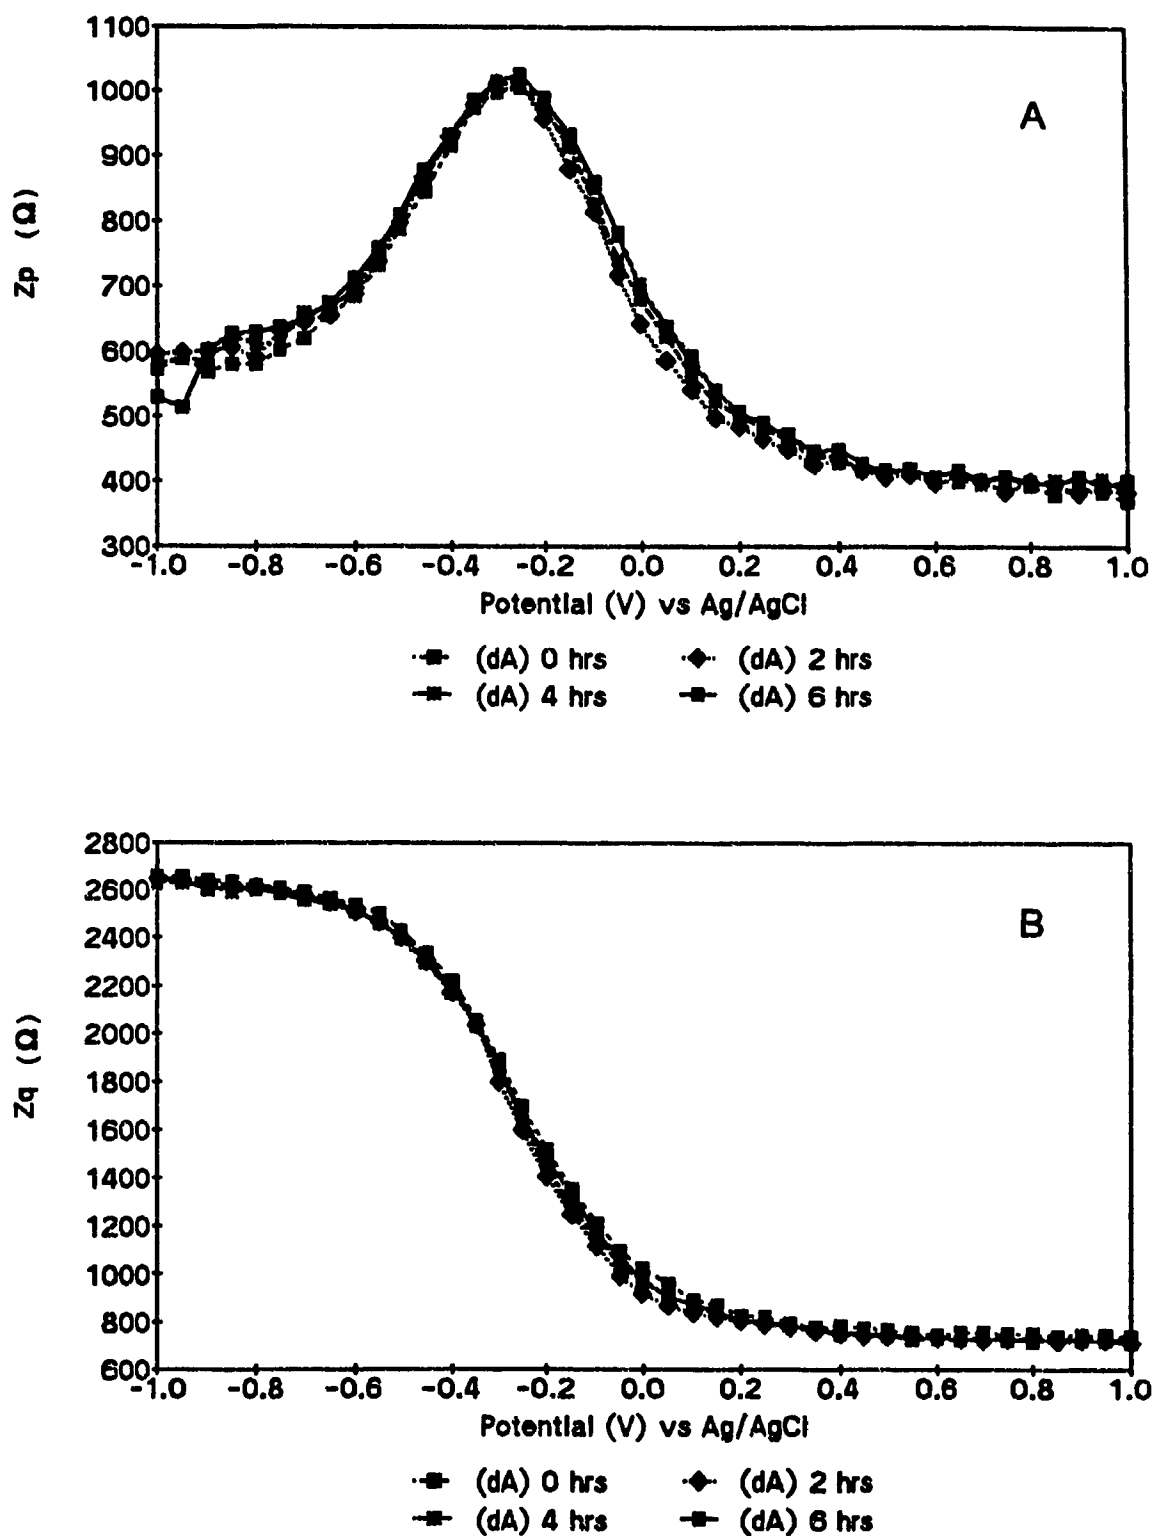 1100
1000
900
800
700
600
500
400
300
Zp (Ω)
A
-1.0 -0.8 -0.6 -0.4 -0.2 0.0 0.2 0.4 0.6 0.8 1.0
Potential (V) vs Ag/AgCl
(dA) 0 hrs (dA) 2 hrs
(dA) 4 hrs (dA) 6 hrs
2800
2600
2400
2200
2000
1800
1600
1400
1200
1000
800
600
Zq (Ω)
B
-1.0 -0.8 -0.6 -0.4 -0.2 0.0 0.2 0.4 0.6 0.8 1.0
Potential (V) vs Ag/AgCl
(dA) 0 hrs (dA) 2 hrs
(dA) 4 hrs (dA) 6 hrs